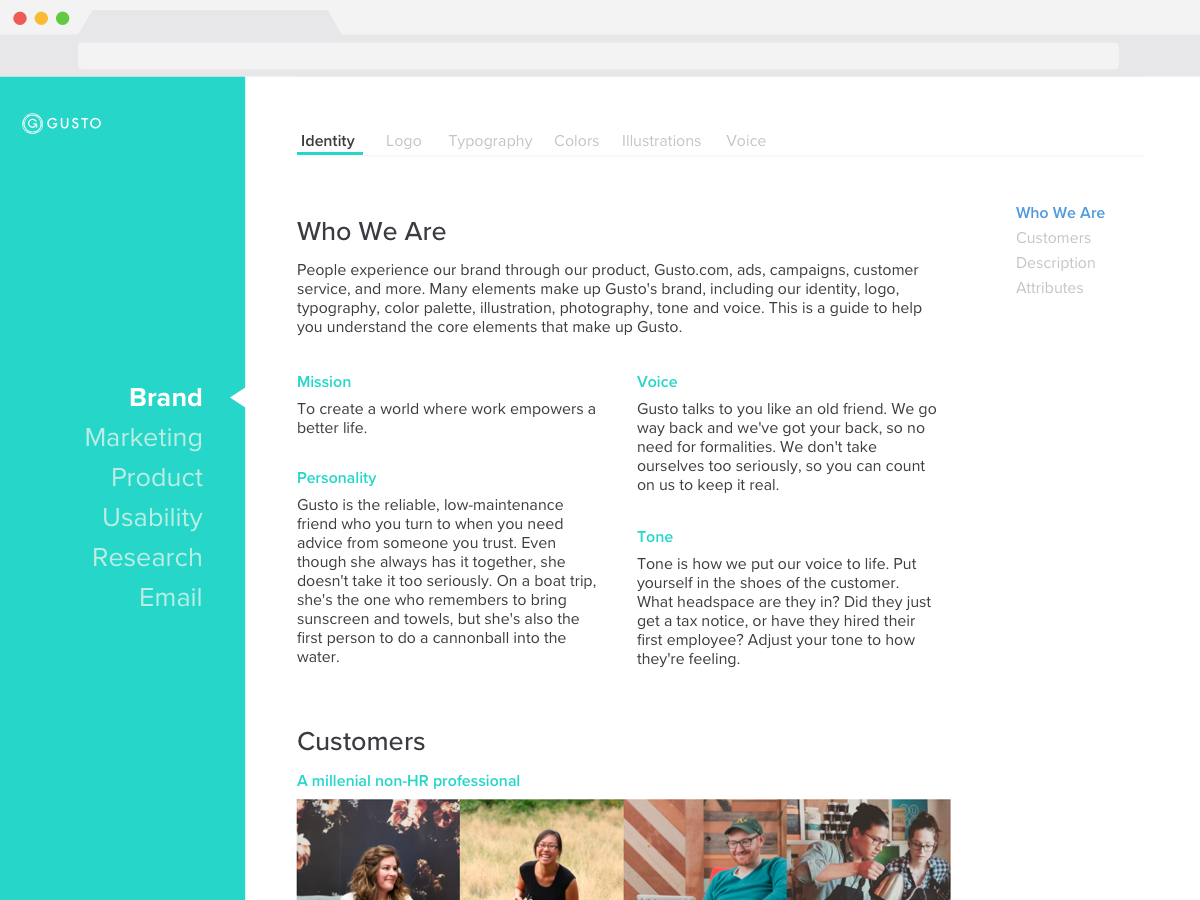 GUSTO
Brand
Marketing
Product
Usability
Research
Email
Identity Logo Typography Colors Illustrations Voice
Who We Are
People experience our brand through our product, Gusto.com, ads, campaigns, customer
service, and more. Many elements make up Gusto's brand, including our identity, logo,
typography, color palette, illustration, photography, tone and voice. This is a guide to help
you understand the core elements that make up Gusto.
Mission
To create a world where work empowers a
better life.
Personality
Gusto is the reliable, low-maintenance
friend who you turn to when you need
advice from someone you trust. Even
though she always has it together, she
doesn't take it too seriously. On a boat trip,
she's the one who remembers to bring
sunscreen and towels, but she's also the
first person to do a cannonball into the
water.
Voice
Gusto talks to you like an old friend. We go
way back and we've got your back, so no
need for formalities. We don't take
ourselves too seriously, so you can count
on us to keep it real.
Tone
Tone is how we put our voice to life. Put
yourself in the shoes of the customer.
What headspace are they in? Did they just
get a tax notice, or have they hired their
first employee? Adjust your tone to how
they're feeling.
Customers
A millenial non-HR professional
Who We Are
Customers
Description
Attributes